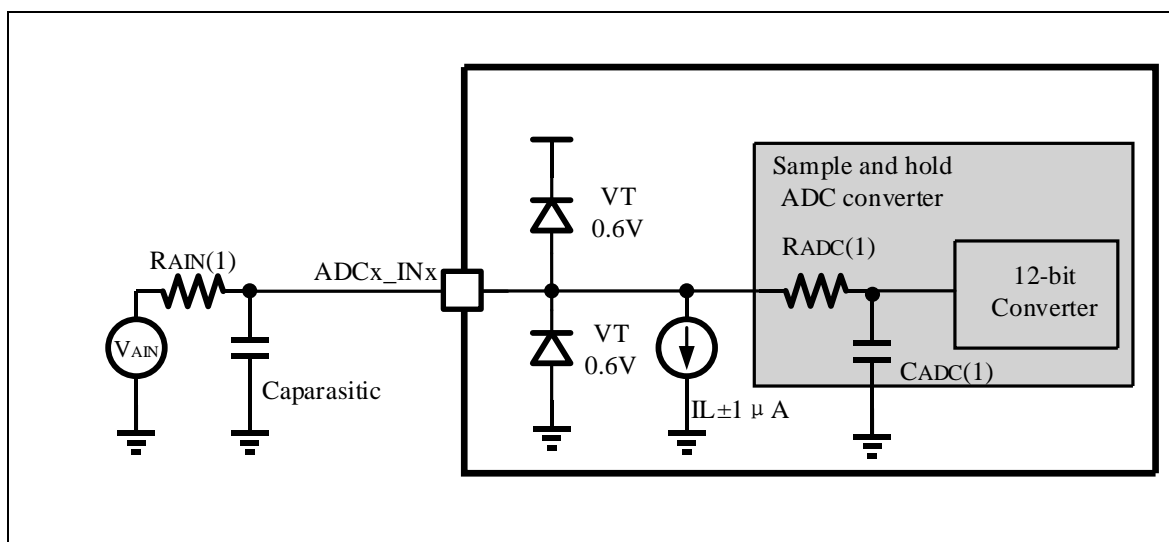 Sample and hold
ADC converter
VT
0.6V
RAIN(1)
ADCx_INx
RADC(1)
12-bit
Converter
VAIN
VT
0.6V
Caparasitic
CADC(1)
IL±1 μ A